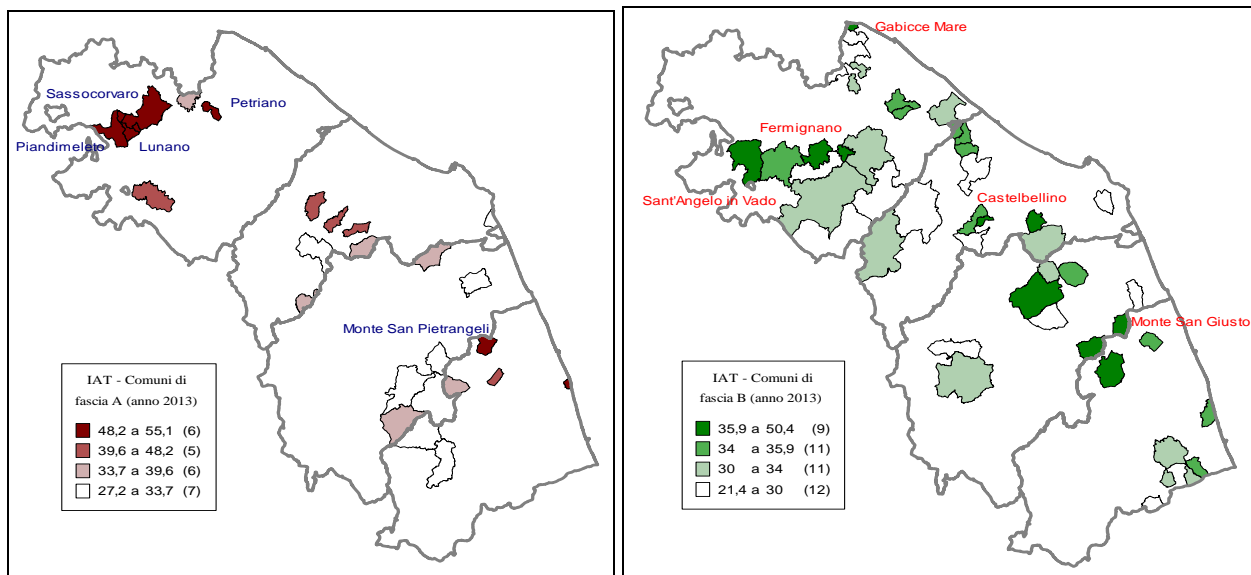 Sassocorvaro
Petriano
Piandimeleto
Lunano
Monte San Pietrangeli
IAT - Comuni di
fascia A (anno 2013)
48,2 a 55,1 (6)
39,6 a 48,2 (5)
33,7 a 39,6 (6)
27,2 a 33,7 (7)
Gabicce Mare
Fermignano
Sant'Angelo in Vado
Castelbellino
Monte San Giusto
IAT - Comuni di
fascia B (anno 2013)
35,9 a 50,4 (9)
34 a 35,9 (11)
30 a 34 (11)
21,4 a 30 (12)